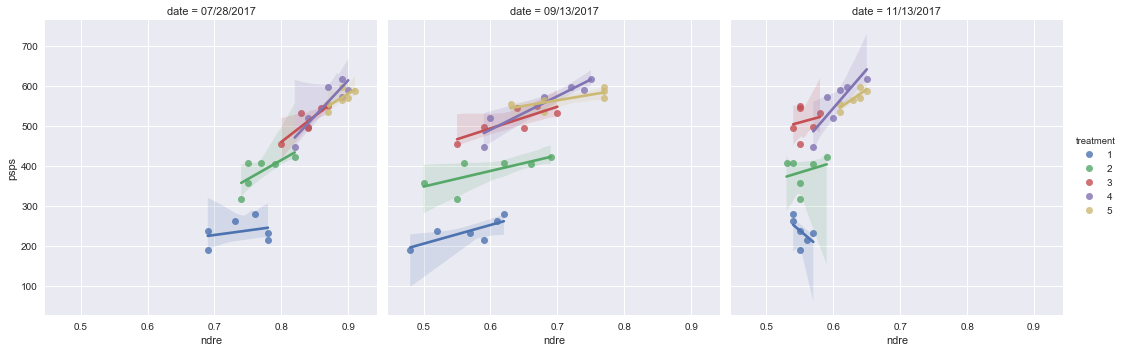 date = 07/28/2017 date = 09/13/2017 date = 11/13/2017
700
600
500
400
300
200
100
psps
0.5 0.6 0.7 0.8 0.9 0.5 0.6 0.7 0.8 0.9 0.5 0.6 0.7 0.8 0.9
ndre ndre ndre
treatment
1
2
3
4
5